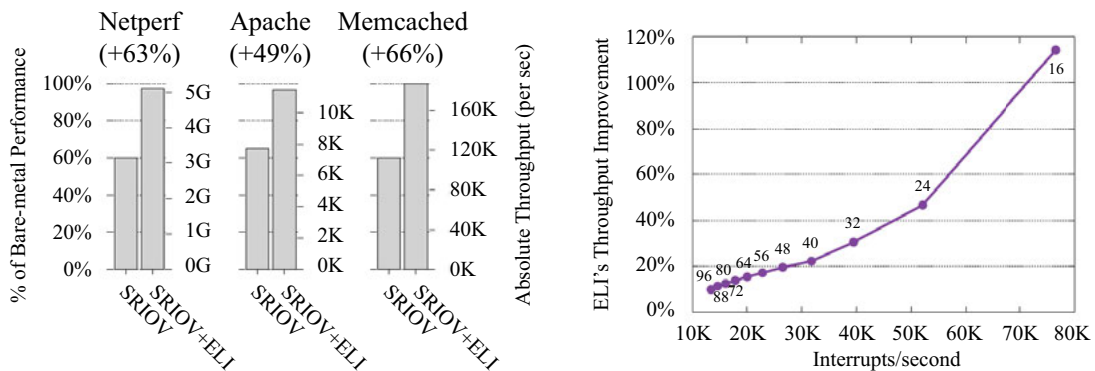 Netperf
(+63%)
Apache
(+49%)
Memcached
(+66%)
% of Bare-metal Performance
100%
80%
60%
40%
20%
0%
5G
4G
3G
2G
1G
0G
SRIOV
SRIOV+ELI
10K
8K
6K
4K
2K
0K
SRIOV
SRIOV+ELI
160K
120K
80K
40K
0K
SRIOV
SRIOV+ELI
Absolute Throughput (per sec)
ELI's Throughput Improvement
120%
100%
80%
60%
40%
20%
0%
96
88
80
72
64
56
48
40
32
24
16
10K 20K 30K 40K 50K 60K 70K 80K
Interrupts/second